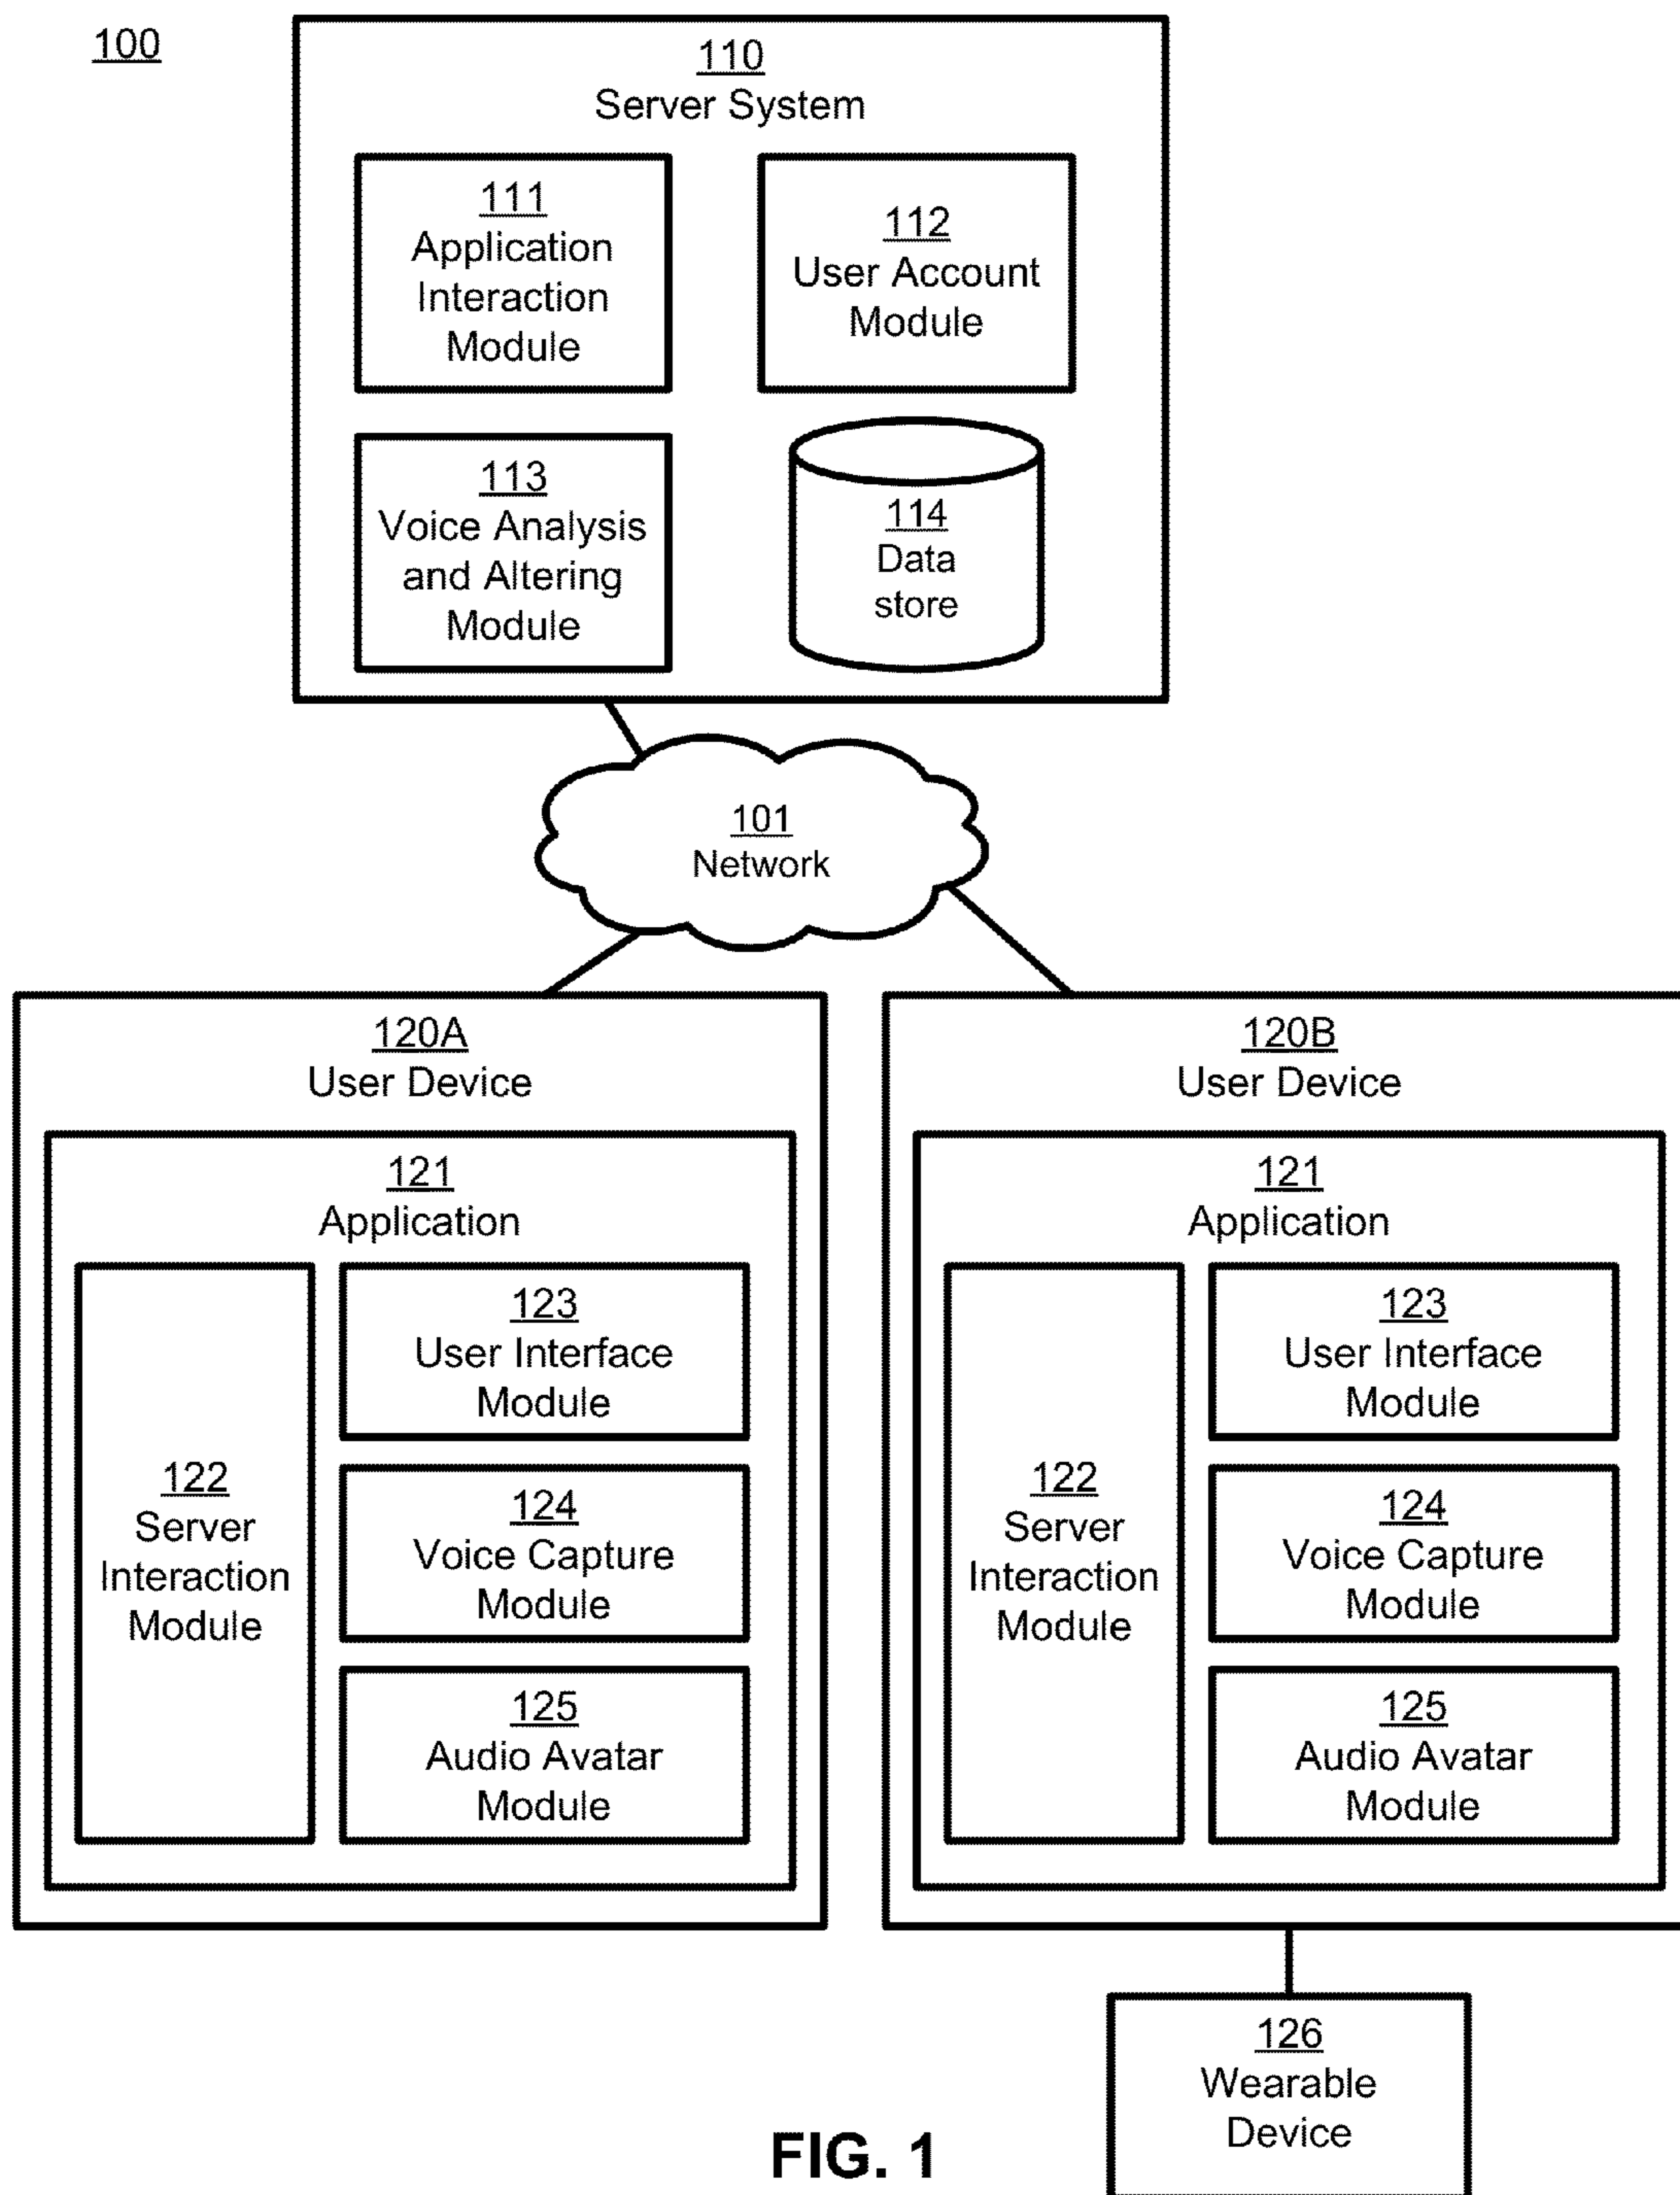 100
110
Server System
111
Application
Interaction
Module
112
User Account
Module
113
Voice Analysis
and Altering
Module
114
Data
store
101
Network
120A
User Device
121
Application
122
Server
Interaction
Module
123
User Interface
Module
124
Voice Capture
Module
125
Audio Avatar
Module
120B
User Device
121
Application
122
Server
Interaction
Module
123
User Interface
Module
124
Voice Capture
Module
125
Audio Avatar
Module
126
Wearable
Device
FIG. 1